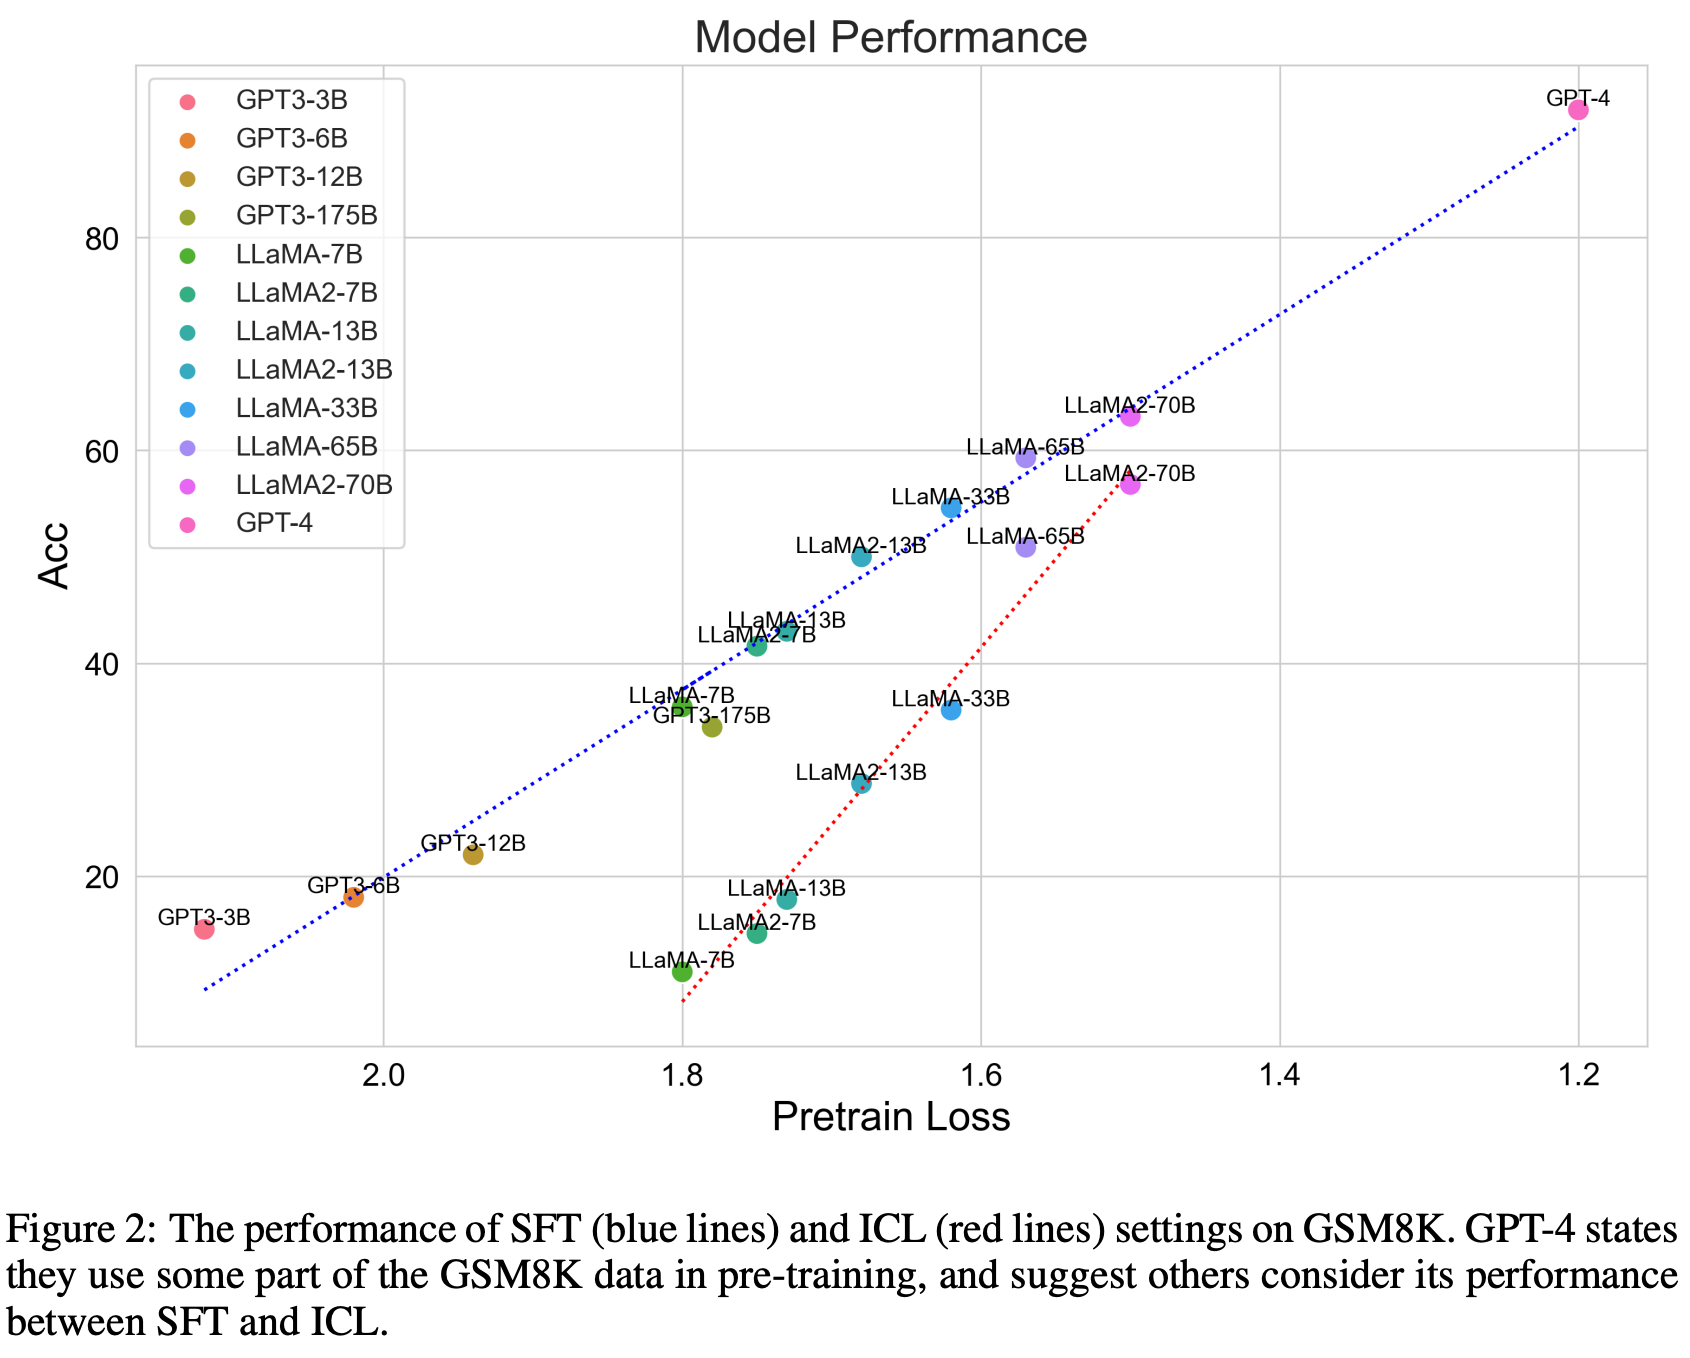 Model Performance
GPT3-3B
GPT3-6B
GPT3-12B
GPT3-175B
LLaMA-7B
LLaMA2-7B
LLaMA-13B
LLaMA2-13B
LLaMA-33B
LLaMA-65B
LLaMA2-70B
GPT-4
GPT-4
LLaMA2-70B
LLaMA-65B
LLaMA2-70B
LLaMA-33B
LLaMA-65B
LLaMA2-13B
LLaMA-13B
LLaMA2-7B
LLaMA-7B
LLaMA-33B
GPT3-175B
LLaMA2-13B
GPT3-12B
GPT3-6B
LLaMA-13B
GPT3-3B
LLaMA2-7B
LLaMA-7B
80
60
40
20
Acc
2.0 1.8 1.6 1.4 1.2
Pretrain Loss
Figure 2: The performance of SFT (blue lines) and ICL (red lines) settings on GSM8K. GPT-4 states
they use some part of the GSM8K data in pre-training, and suggest others consider its performance
between SFT and ICL.